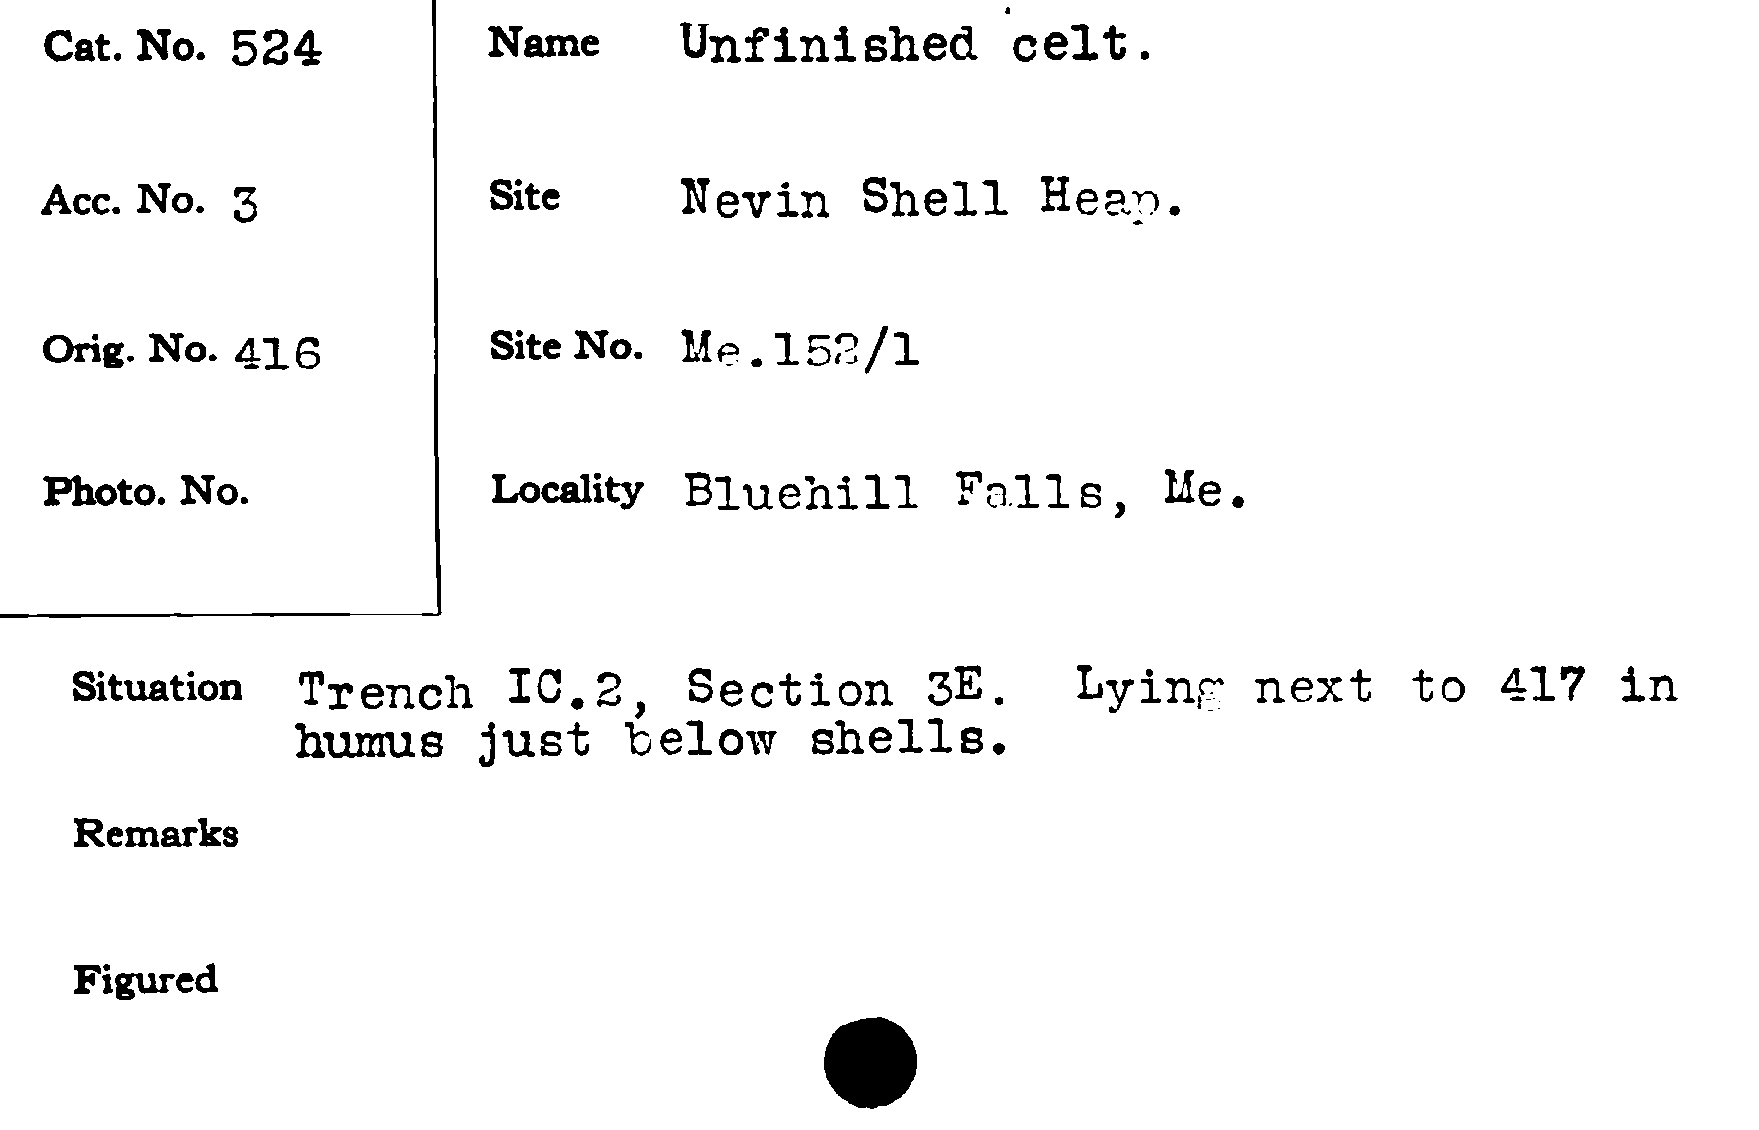 Cat. No. 524
Name Unfinished celt.
Acc. No. 3
Site Nevin Shell Heap.
Orig. No. 416
Site No. Me.152/1
Photo. No.
Locality Bluehill Falls, Me.
Situation Trench IC.2, Section 3E. Lying next to 417 in
humus just below shells.
Remarks
Figured